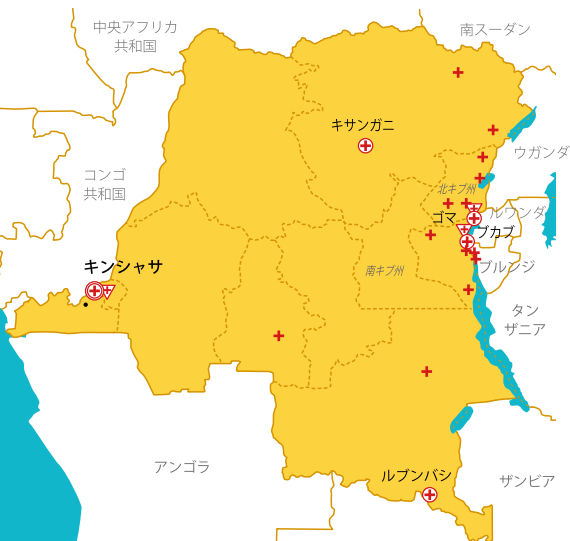 中央アフリカ
共和国
南スーダン
キサンガニ
ウガンダ
コンゴ
共和国
北キブ州
ゴマ
ルワンダ
ブカブ
キンシャサ
南キブ州
ブルンジ
タン
ザニア
アンゴラ
ルブンバシ
ザンビア